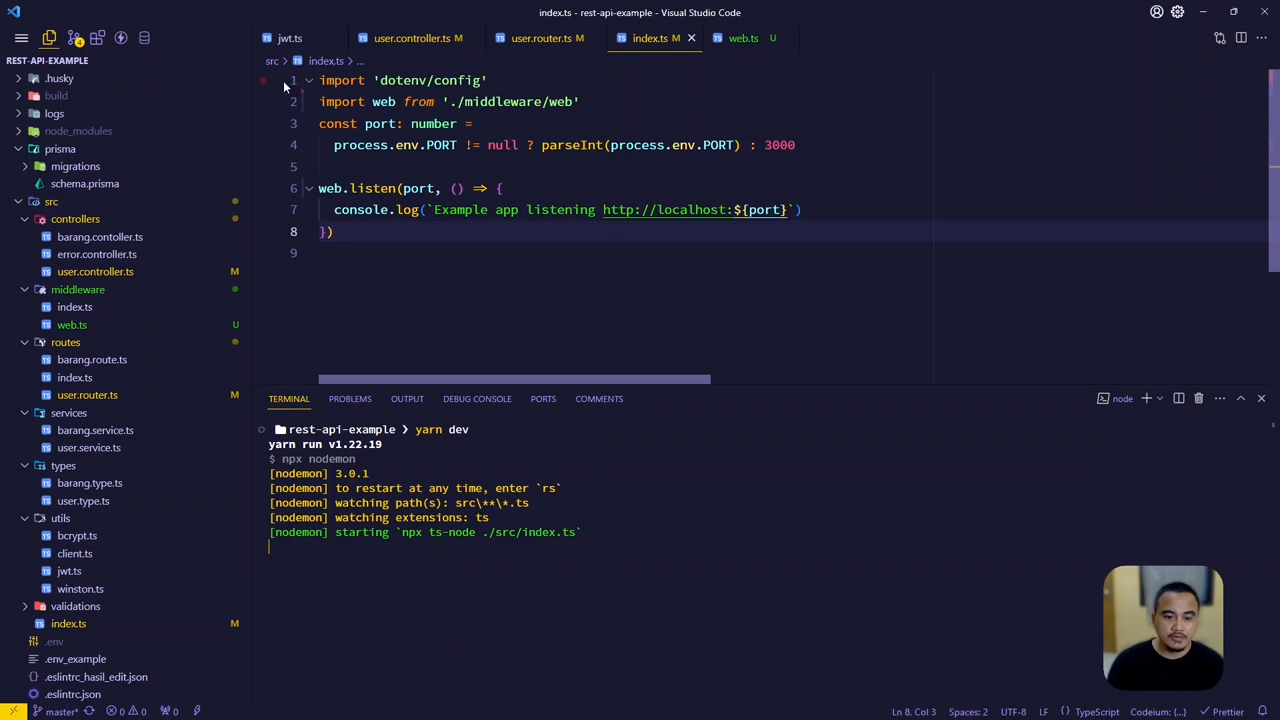 index.ts - rest-api-example - Visual Studio Code
jwt.ts
user.controller.ts M
user.router.ts M
index.ts M
web.ts U
REST-API-EXAMPLE
.husky
build
logs
node_modules
prisma
migrations
schema.prisma
src
controllers
barang.contoller.ts
error.controller.ts
user.controller.ts M
middleware
index.ts
web.ts U
routes
barang.route.ts
index.ts
user.router.ts M
services
barang.service.ts
user.service.ts
types
barang.type.ts
user.type.ts
utils
bcrypt.ts
client.ts
jwt.ts
winston.ts
validations
index.ts M
.env
.env_example
.eslintrc_hasil_edit.json
.eslintrc.json
src > index.ts > ...
1 import 'dotenv/config'
2 import web from './middleware/web'
3 const port: number =
4 process.env.PORT != null ? parseInt(process.env.PORT) : 3000
5
6 web.listen(port, () => {
7 console.log(`Example app listening http://localhost:${port}`)
8 })
9
TERMINAL PROBLEMS OUTPUT DEBUG CONSOLE PORTS COMMENTS
node
rest-api-example > yarn dev
yarn run v1.22.19
$ npx nodemon
[nodemon] 3.0.1
[nodemon] to restart at any time, enter `rs`
[nodemon] watching path(s): src\**\*.ts
[nodemon] watching extensions: ts
[nodemon] starting `npx ts-node ./src/index.ts`
master* 0 0 0 Ln 8, Col 3 Spaces: 2 UTF-8 LF TypeScript Codeium: {...} Prettier